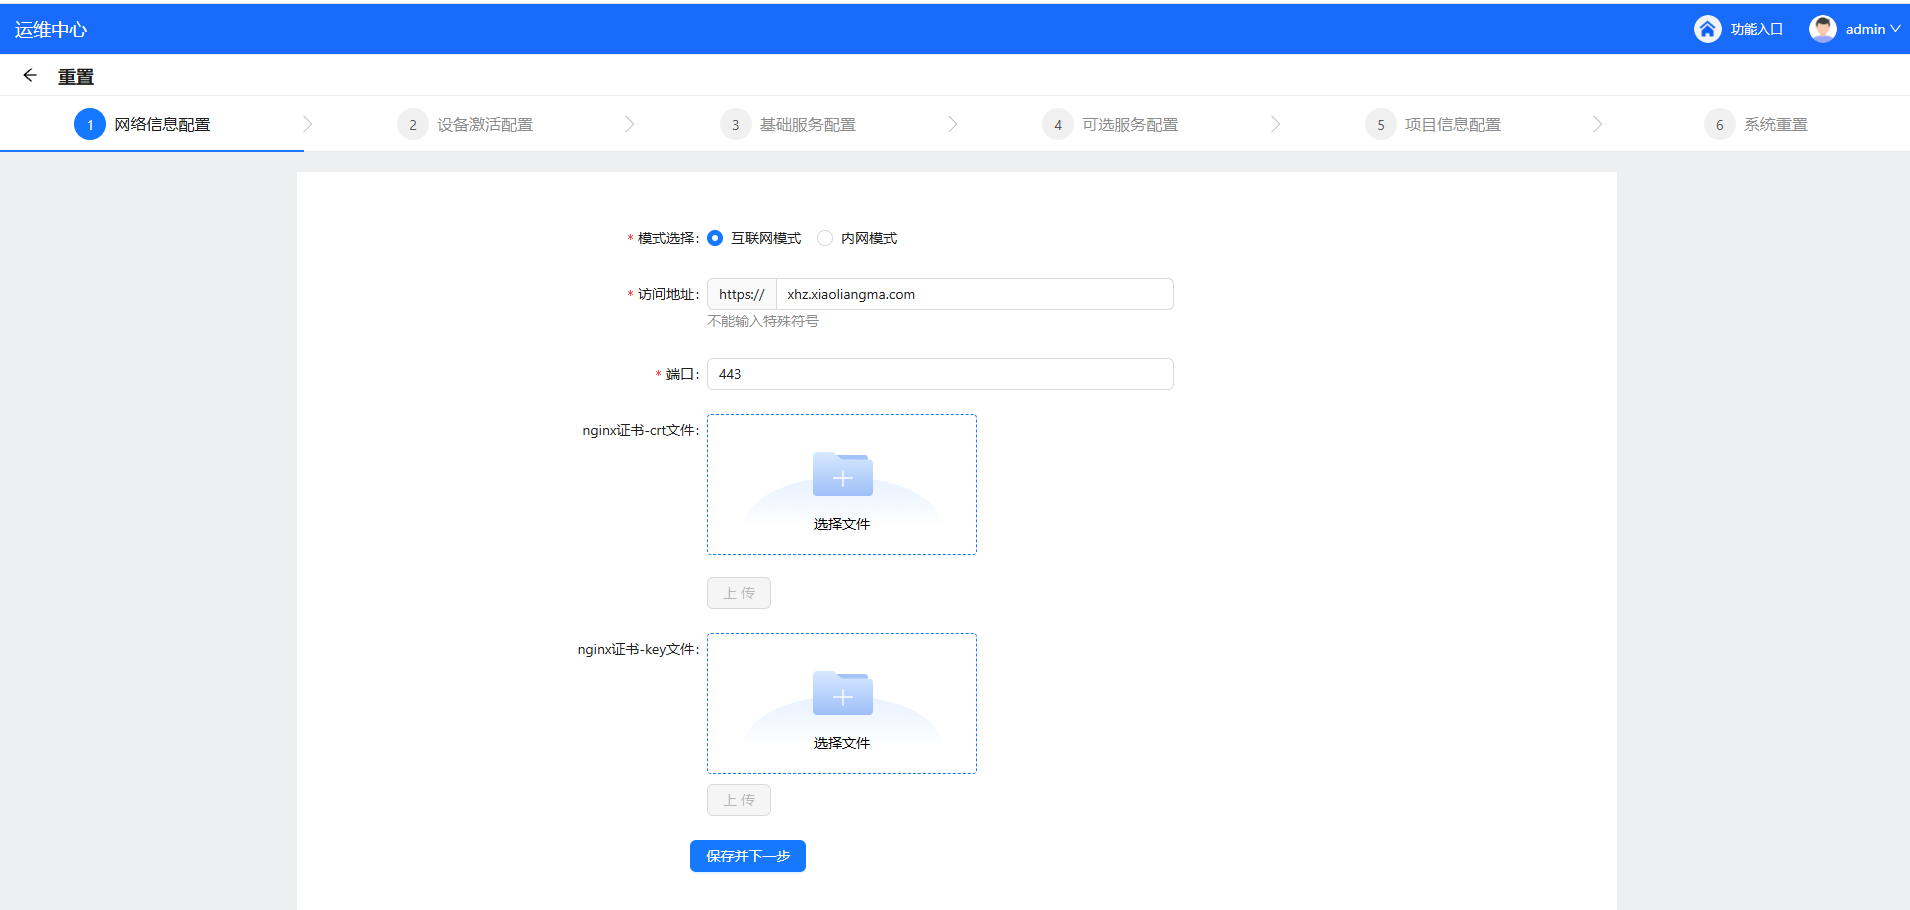 运维中心
功能入口
admin
重置
1 网络信息配置
2 设备激活配置
3 基础服务配置
4 可选服务配置
5 项目信息配置
6 系统重置
* 模式选择: 互联网模式 内网模式
* 访问地址: https:// xhz.xiaoliangma.com
不能输入特殊符号
* 端口: 443
nginx证书-crt文件:
选择文件
上 传
nginx证书-key文件:
选择文件
上 传
保存并下一步